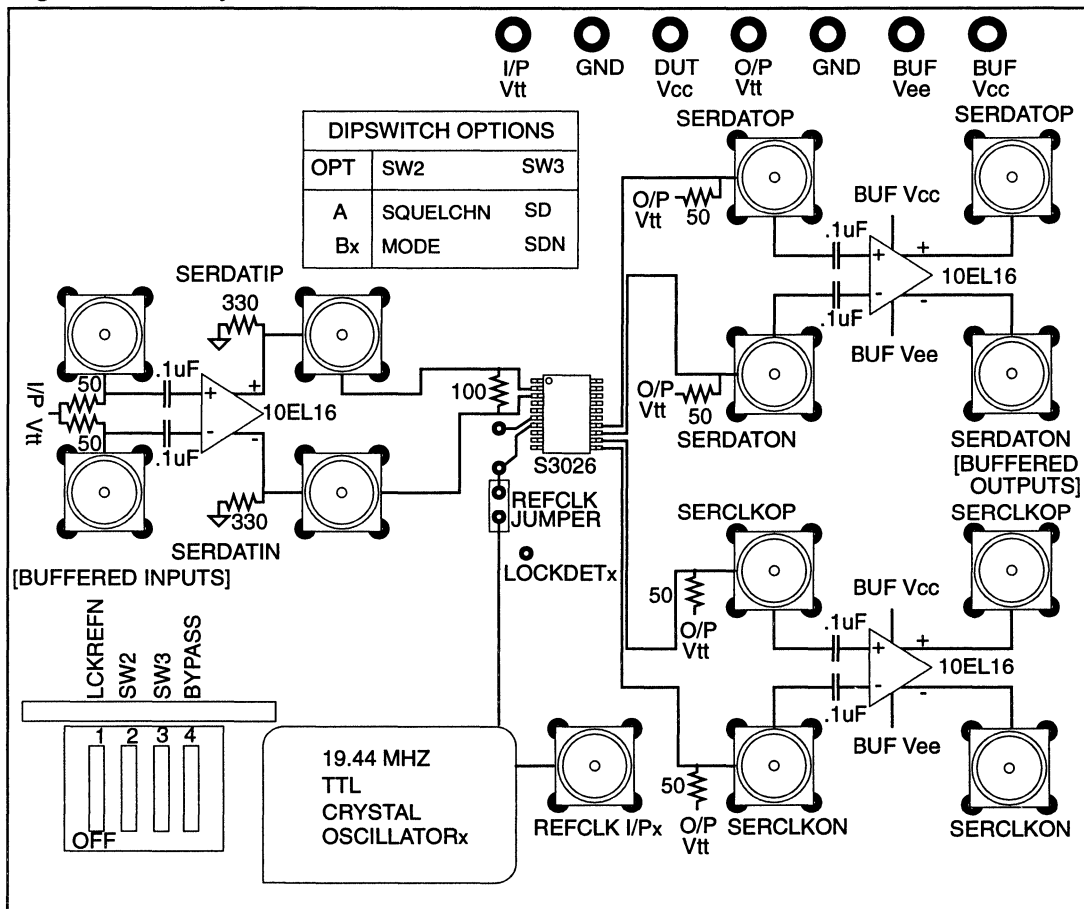 I/P
Vtt
GND
DUT
Vcc
O/P
Vtt
GND
BUF
Vee
BUF
Vcc
DIPSWITCH OPTIONS
OPT SW2 SW3
A SQUELCHN SD
Bx MODE SDN
SERDATOP
SERDATOP
O/P
Vtt
50
BUF Vcc
.1uF
+
+
-
-
10EL16
.1uF
BUF Vee
O/P
Vtt
50
SERDATON
SERDATON
[BUFFERED
OUTPUTS]
SERDATIP
330
I/P Vtt
50
50
.1uF
.1uF
+
+
-
-
10EL16
330
SERDATIN
[BUFFERED INPUTS]
100
S3026
REFCLK
JUMPER
LOCKDETx
SERCLKOP
SERCLKOP
50
O/P
Vtt
BUF Vcc
.1uF
+
+
-
-
10EL16
.1uF
BUF Vee
50
O/P
Vtt
SERCLKON
SERCLKON
LCKREFN
SW2
SW3
BYPASS
1 2 3 4
OFF
19.44 MHZ
TTL
CRYSTAL
OSCILLATORx
REFCLK I/Px